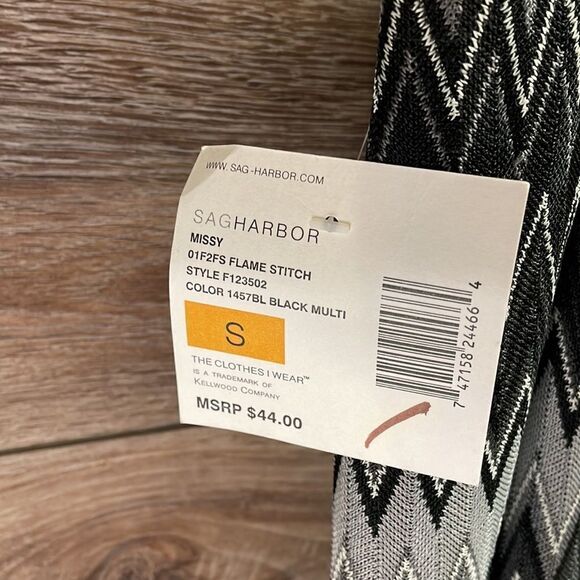 WWW.SAG-HARBOR.COM
SAGHARBOR
MISSY
01F2FS FLAME STITCH
STYLE F123502
COLOR 1457BL BLACK MULTI
S
THE CLOTHES I WEAR™
IS A TRADEMARK OF
KELLWOOD COMPANY
MSRP $44.00
7 47158 24466 4